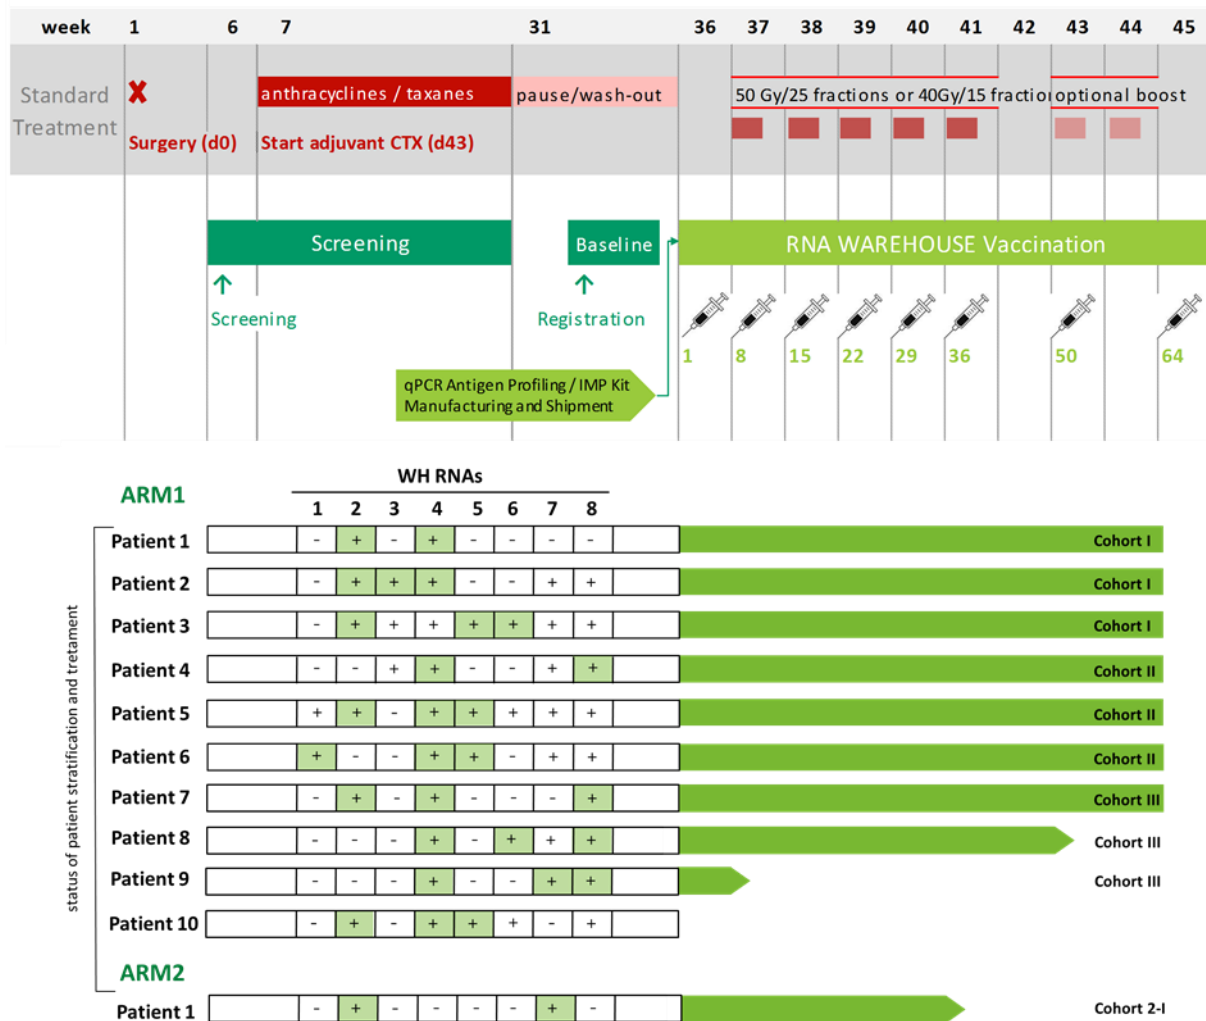 week 1 6 7 31 36 37 38 39 40 41 42 43 44 45
Standard Treatment
✘
anthracyclines / taxanes
pause/wash-out
50 Gy/25 fractions or 40Gy/15 fractio
optional boost
Surgery (d0)
Start adjuvant CTX (d43)
Screening
Baseline
RNA WAREHOUSE Vaccination
Screening
Registration
1 8 15 22 29 36 50 64
qPCR Antigen Profiling / IMP Kit
Manufacturing and Shipment
WH RNAs
ARM1
1 2 3 4 5 6 7 8
status of patient stratification and tretament
Patient 1 - + - + - - - - Cohort I
Patient 2 - + + + - - + + Cohort I
Patient 3 - + + + + + + + Cohort I
Patient 4 - - + + - - + + Cohort II
Patient 5 + + - + + + + + Cohort II
Patient 6 + - - + + - + + Cohort II
Patient 7 - + - + - - - + Cohort III
Patient 8 - - - + - + + + Cohort III
Patient 9 - - - + - - + + Cohort III
Patient 10 - + - + + + - +
ARM2
Patient 1 - + - - - - + - Cohort 2-I